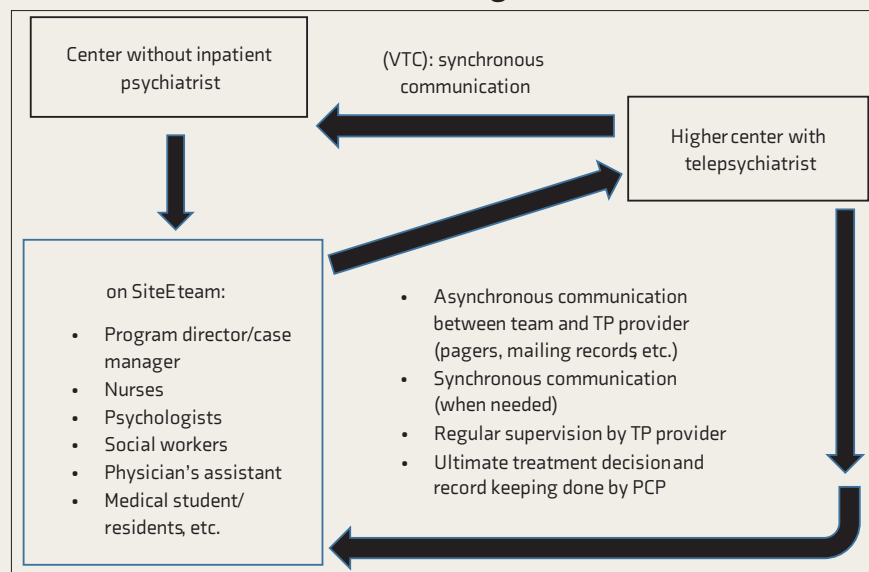 Center without inpatient
psychiatrist
(VTC): synchronous
communication
Higher center with
telepsychiatrist
on SiteEteam:
• Program director/case
manager
• Nurses
• Psychologists
• Social workers
• Physician's assistant
• Medical student/
residents, etc.
• Asynchronous communication
between team and TP provider
(pagers, mailing records, etc.)
• Synchronous communication
(when needed)
• Regular supervision by TP provider
• Ultimate treatment decision and
record keeping done by PCP